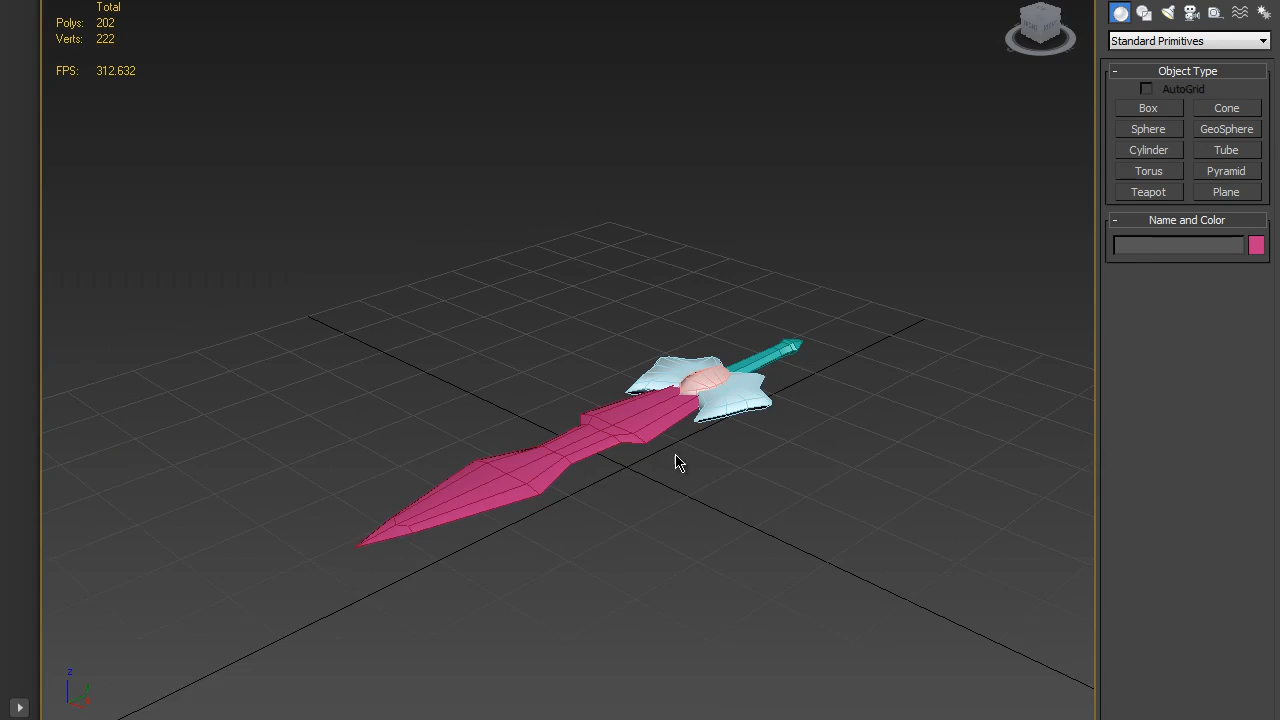 Total
Polys: 202
Verts: 222
FPS: 312.632
Standard Primitives
- Object Type
AutoGrid
Box Cone
Sphere GeoSphere
Cylinder Tube
Torus Pyramid
Teapot Plane
- Name and Color
z